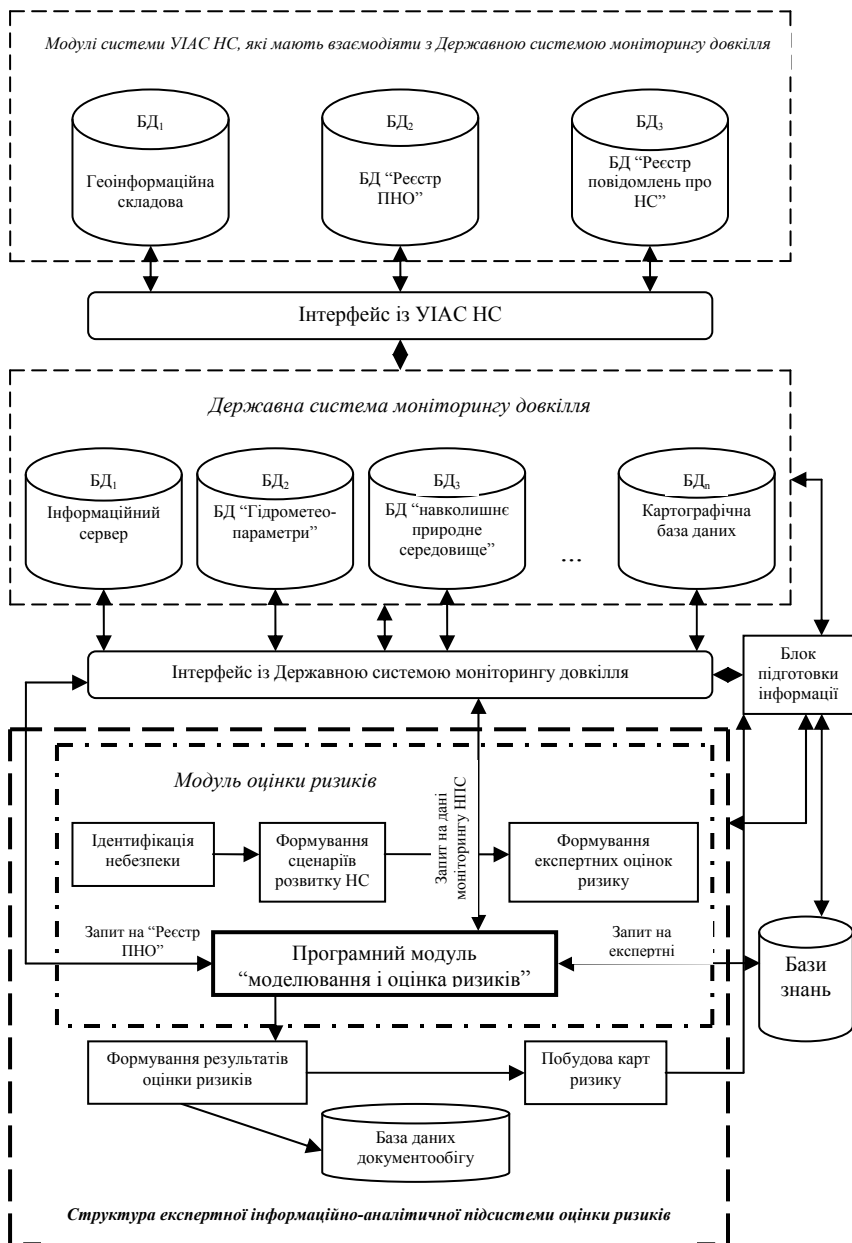 Модулі системи УІАС НС, які мають взаємодіяти з Державною системою моніторингу довкілля
БД₁
Геоінформаційна
складова
БД₂
БД “Реєстр
ПНО”
БД₃
БД “Реєстр
повідомлень про
НС”
Інтерфейс із УІАС НС
Державна система моніторингу довкілля
БД₁
Інформаційний
сервер
БД₂
БД “Гідрометео-
параметри”
БД₃
БД “навколишнє
природне
середовище”
...
БДₙ
Картографічна
база даних
Інтерфейс із Державною системою моніторингу довкілля
Блок
підготовки
інформації
Модуль оцінки ризиків
Запит на дані
моніторингу НПС
Ідентифікація
небезпеки
Формування
сценаріїв
розвитку НС
Формування
експертних оцінок
ризику
Запит на “Реєстр
ПНО”
Програмний модуль
“моделювання і оцінка ризиків”
Запит на
експертні
Бази
знань
Формування результатів
оцінки ризиків
Побудова карт
ризику
База даних
документообігу
Структура експертної інформаційно-аналітичної підсистеми оцінки ризиків